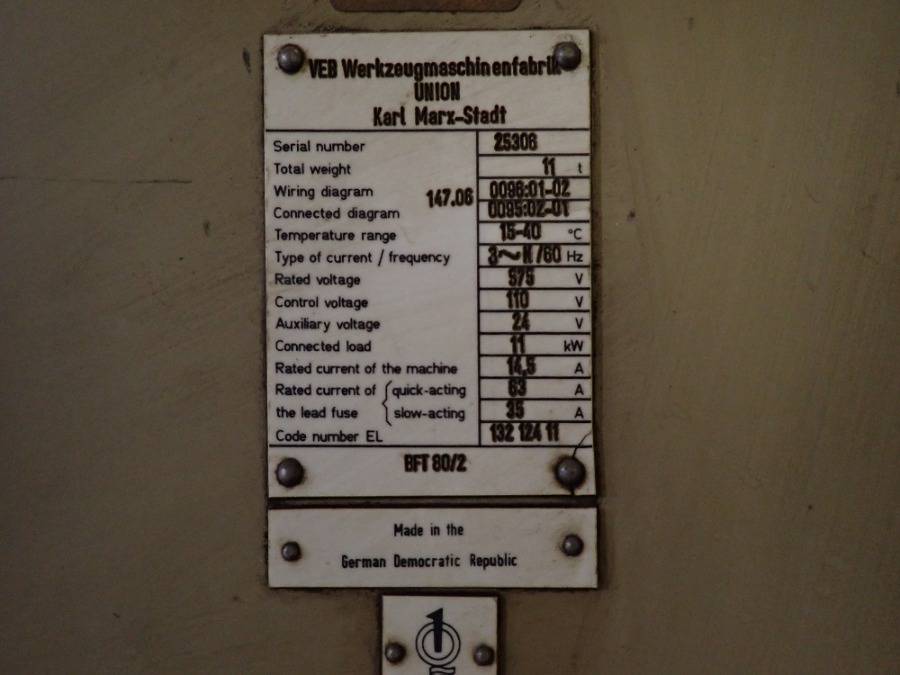 VEB Werkzeugmaschinenfabrik
UNION
Karl Marx-Stadt
Serial number 25306
Total weight 11 t
Wiring diagram 147.06 0096:01-02
Connected diagram 0095:02-01
Temperature range 15-40 °C
Type of current / frequency 3~N/60 Hz
Rated voltage 575 V
Control voltage 110 V
Auxiliary voltage 24 V
Connected load 11 kW
Rated current of the machine 14,5 A
Rated current of quick-acting 63 A
the lead fuse slow-acting 35 A
Code number EL 132 124 11
BFT 80/2
Made in the
German Democratic Republic
1